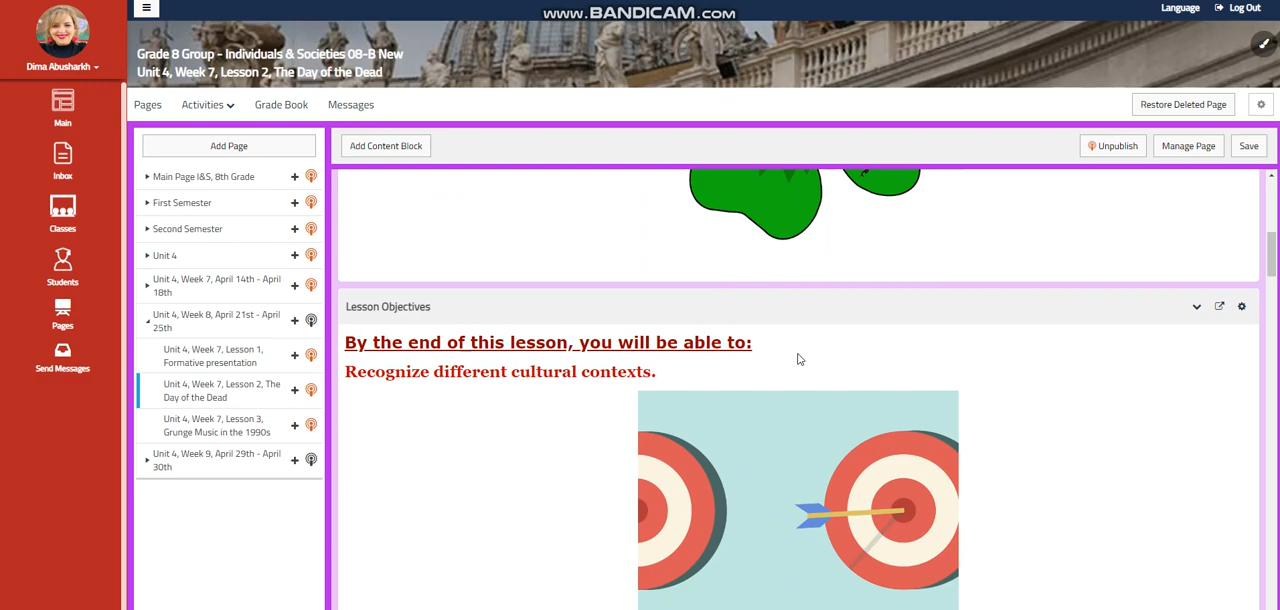 www.BANDICAM.com
Language
Log Out
Grade 8 Group - Individuals & Societies 08-B New
Unit 4, Week 7, Lesson 2, The Day of the Dead
Dima Abusharkh
Pages
Activities
Grade Book
Messages
Restore Deleted Page
Main
Inbox
Classes
Students
Pages
Send Messages
Add Page
Main Page I&S, 8th Grade
First Semester
Second Semester
Unit 4
Unit 4, Week 7, April 14th - April
18th
Unit 4, Week 8, April 21st - April
25th
Unit 4, Week 7, Lesson 1,
Formative presentation
Unit 4, Week 7, Lesson 2, The
Day of the Dead
Unit 4, Week 7, Lesson 3,
Grunge Music in the 1990s
Unit 4, Week 9, April 29th - April
30th
Add Content Block
Unpublish
Manage Page
Save
Lesson Objectives
By the end of this lesson, you will be able to:
Recognize different cultural contexts.